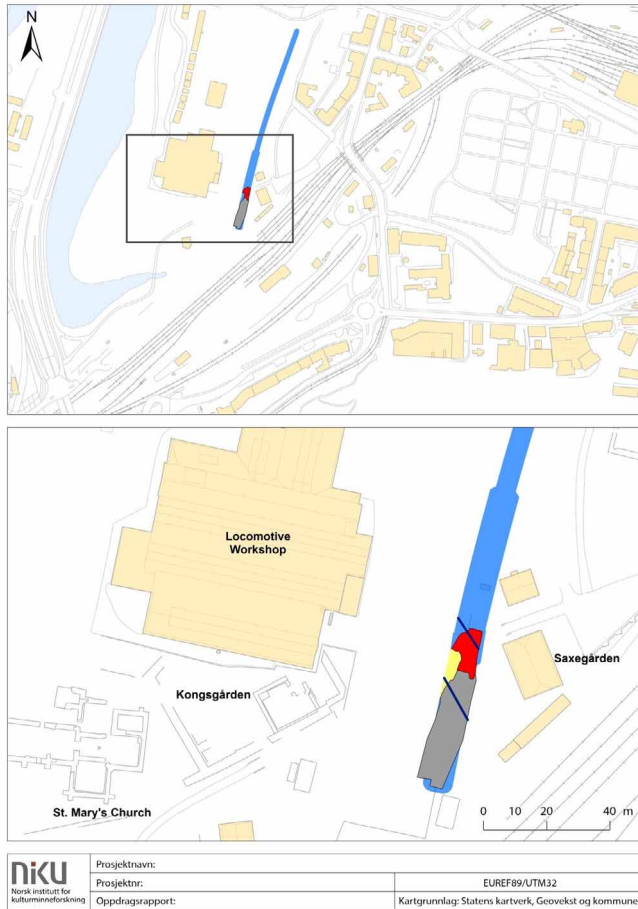 N
Locomotive
Workshop
Saxegården
Kongsgården
St. Mary's Church
0 20 40 m
niku
Norsk institutt for
kulturminneforskning
Prosjektnavn:
Prosjektnr:
EUREF89/UTM32
Oppdragsrapport:
Kartgrunnlag: Statens kartverk, Geovekst og kommune